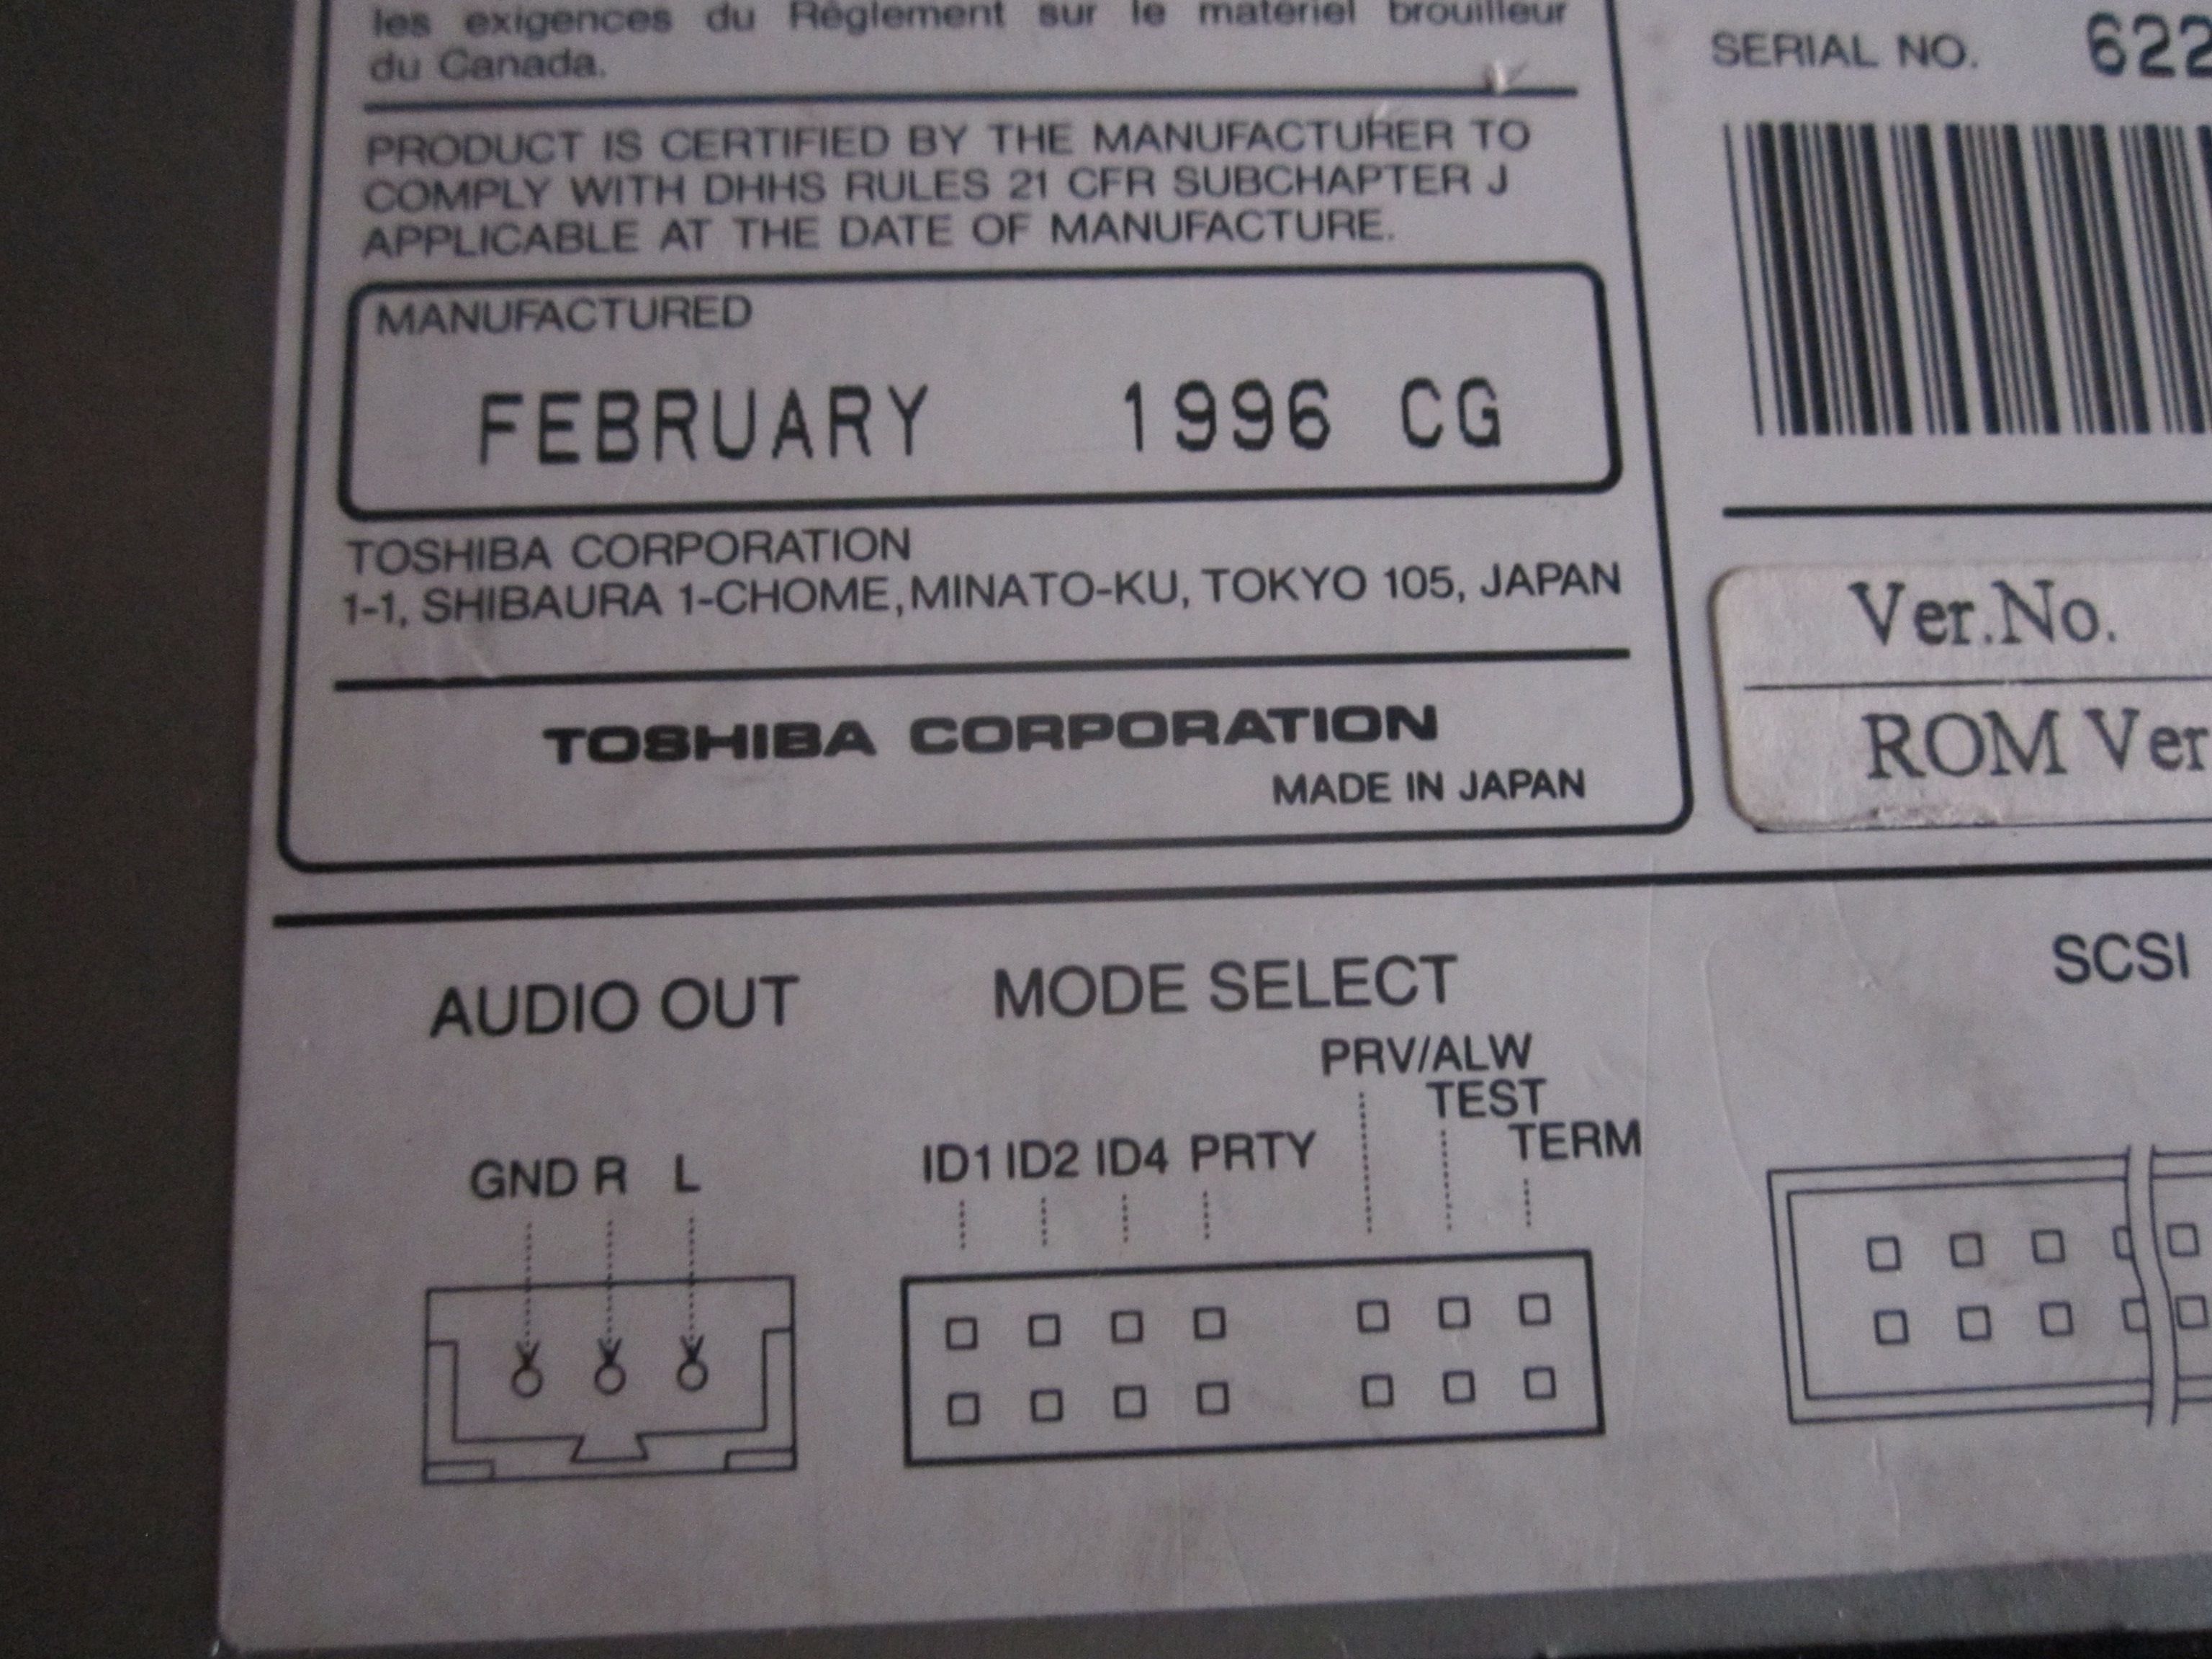 les exigences du Règlement sur le matériel brouilleur
du Canada.
PRODUCT IS CERTIFIED BY THE MANUFACTURER TO
COMPLY WITH DHHS RULES 21 CFR SUBCHAPTER J
APPLICABLE AT THE DATE OF MANUFACTURE.
MANUFACTURED
FEBRUARY 1996 CG
TOSHIBA CORPORATION
1-1, SHIBAURA 1-CHOME, MINATO-KU, TOKYO 105, JAPAN
TOSHIBA CORPORATION
MADE IN JAPAN
SERIAL NO. 622
Ver.No.
ROM Ver
AUDIO OUT
GND R L
MODE SELECT
PRV/ALW
TEST
TERM
ID1 ID2 ID4 PRTY
SCSI